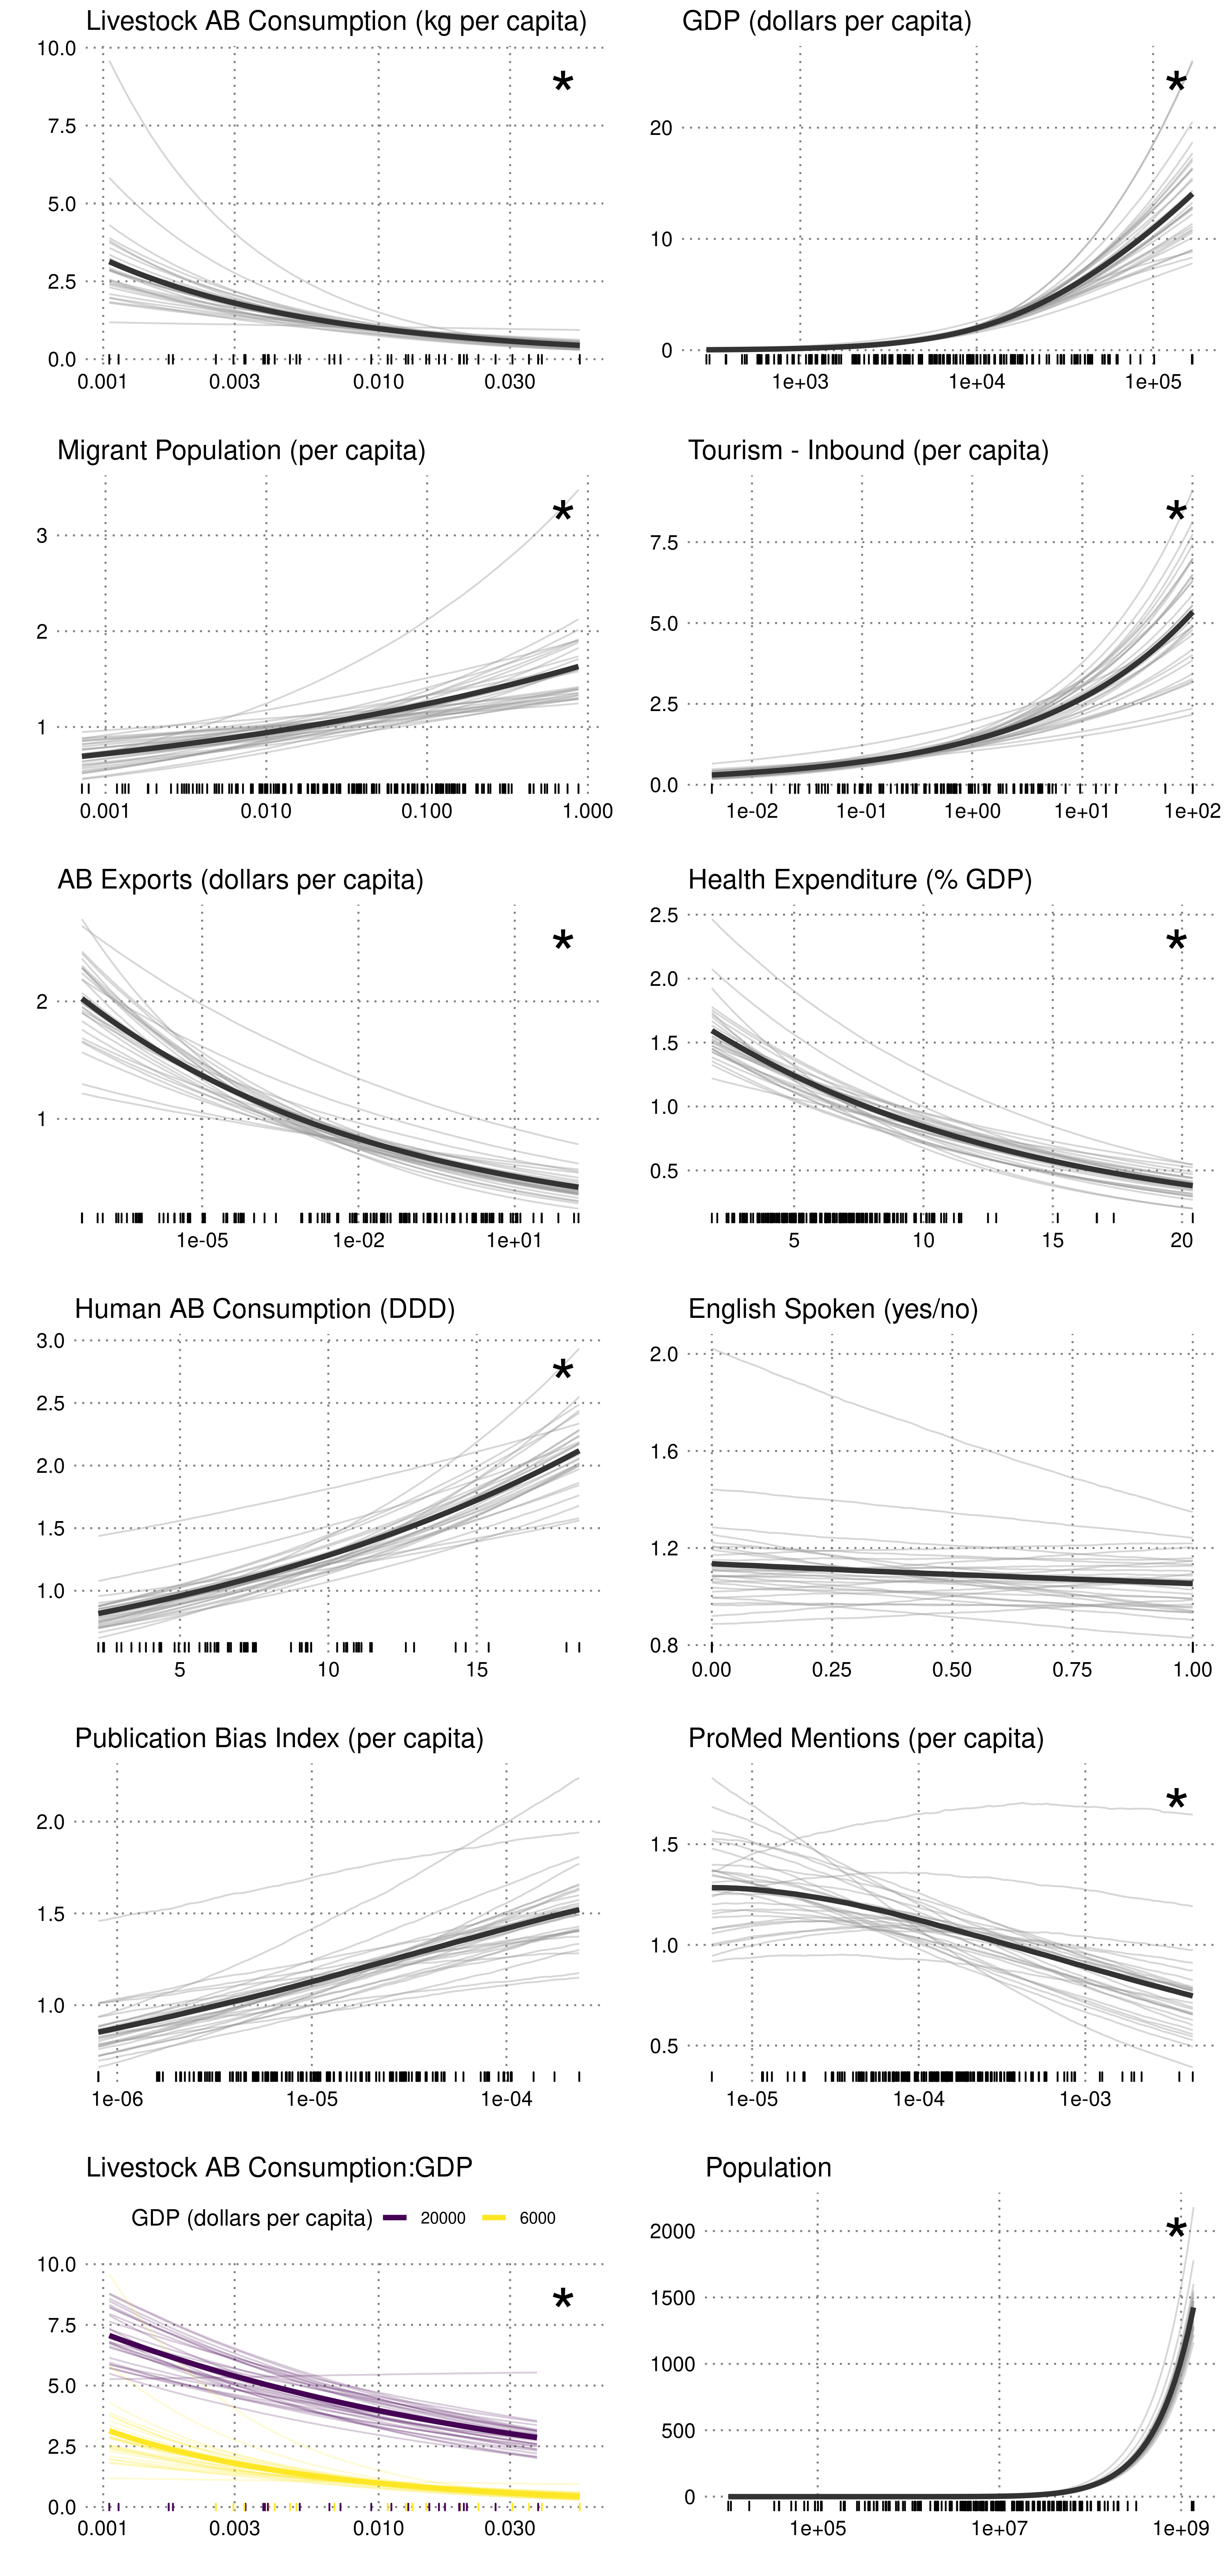 Livestock AB Consumption (kg per capita)
10.0
*
7.5
5.0
2.5
0.0
0.001 0.003 0.010 0.030
GDP (dollars per capita)
*
20
10
0
1e+03 1e+04 1e+05
Migrant Population (per capita)
*
3
2
1
0.001 0.010 0.100 1.000
Tourism - Inbound (per capita)
*
7.5
5.0
2.5
0.0
1e-02 1e-01 1e+00 1e+01 1e+02
AB Exports (dollars per capita)
*
2
1
1e-05 1e-02 1e+01
Health Expenditure (% GDP)
2.5
*
2.0
1.5
1.0
0.5
5 10 15 20
Human AB Consumption (DDD)
3.0
*
2.5
2.0
1.5
1.0
5 10 15
English Spoken (yes/no)
2.0
1.6
1.2
0.8
0.00 0.25 0.50 0.75 1.00
Publication Bias Index (per capita)
2.0
1.5
1.0
1e-06 1e-05 1e-04
ProMed Mentions (per capita)
*
1.5
1.0
0.5
1e-05 1e-04 1e-03
Livestock AB Consumption:GDP
GDP (dollars per capita) 20000 6000
10.0
*
7.5
5.0
2.5
0.0
0.001 0.003 0.010 0.030
Population
*
2000
1500
1000
500
0
1e+05 1e+07 1e+09